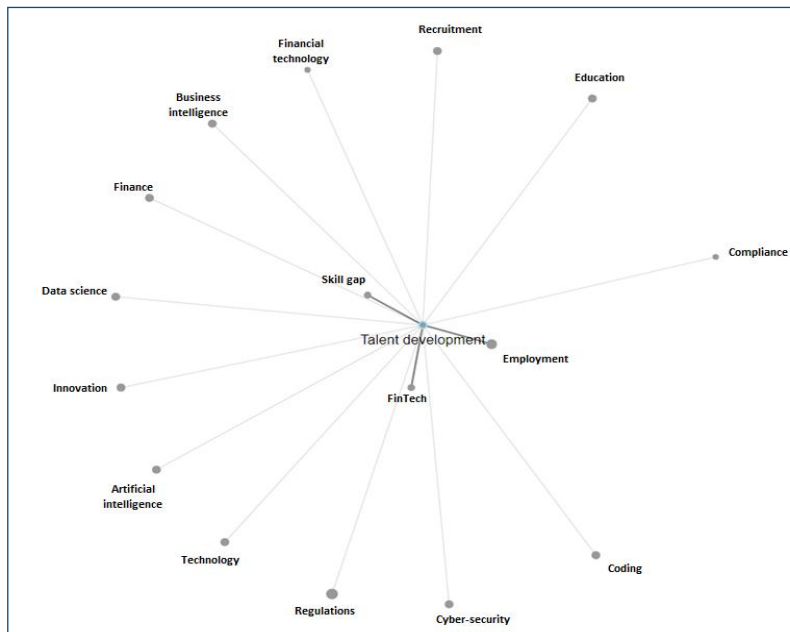 Recruitment
Financial
technology
Education
Business
intelligence
Finance
Compliance
Skill gap
Data science
Talent development
Employment
Innovation
FinTech
Artificial
intelligence
Technology
Coding
Regulations
Cyber-security